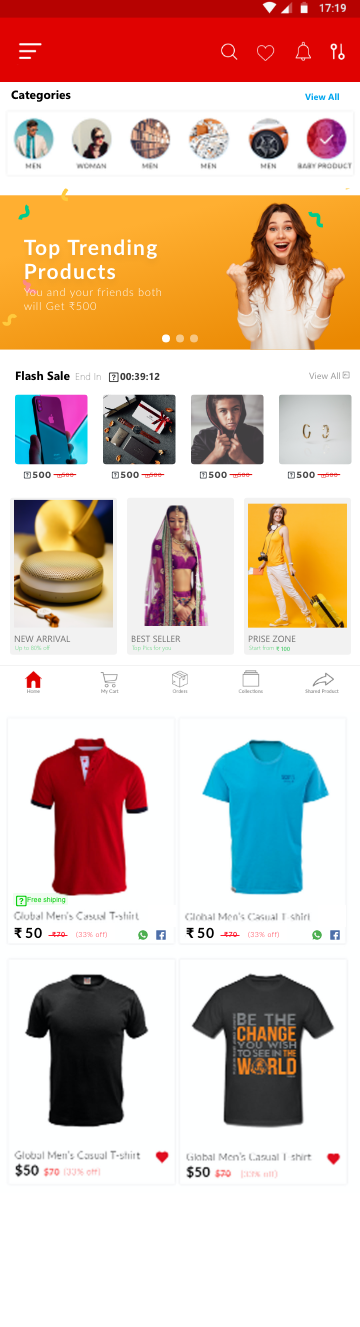 17:19
Categories
View All
MEN
WOMAN
MEN
MEN
MEN
BABY PRODUCT
Top Trending
Products
You and your friends both
will Get ₹500
Flash Sale End In 00:39:12
View All
500 500
500 500
500 500
500 500
NEW ARRIVAL
Up to 80% off
BEST SELLER
Top Pics for you
PRISE ZONE
Start from ₹ 100
Home
My Cart
Orders
Collections
Shared Product
Free shiping
Global Men's Casual T-shirt
₹ 50 ₹70 (33% off)
Global Men's Casual T shirt
₹ 50 ₹70 (33% off)
BE THE
CHANGE
YOU WISH
TO SEE IN THE
WORLD
Global Men's Casual T-shirt
$50 $70 (33% off)
Global Men's Casual T shirt
$50 $70 (33% off)